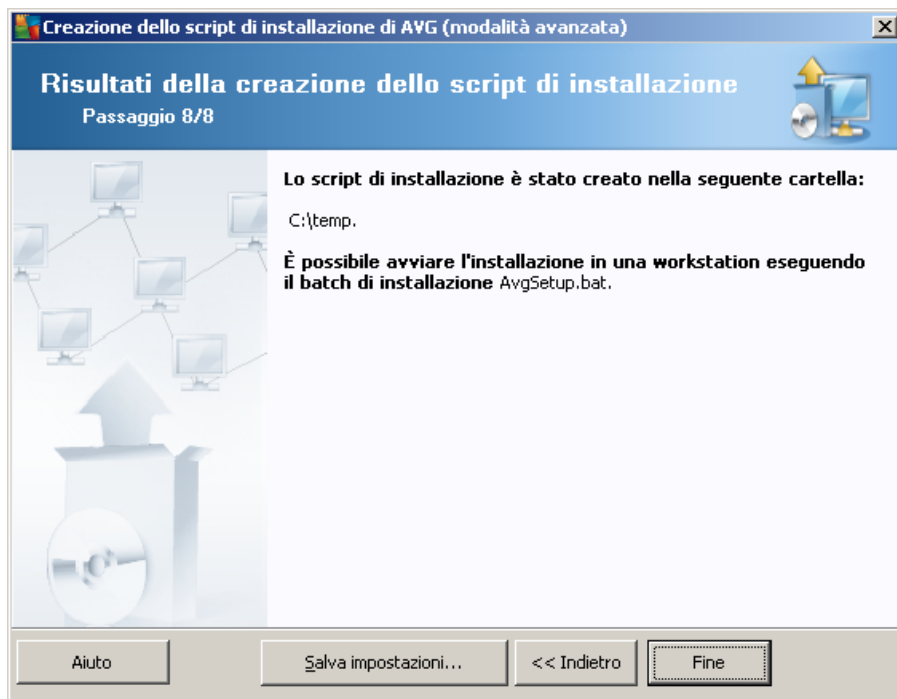 Creazione dello script di installazione di AVG (modalità avanzata)
Risultati della creazione dello script di installazione
Passaggio 8/8
Lo script di installazione è stato creato nella seguente cartella:
C:\temp.
È possibile avviare l'installazione in una workstation eseguendo
il batch di installazione AvgSetup.bat.
Aiuto
Salva impostazioni...
<< Indietro
Fine